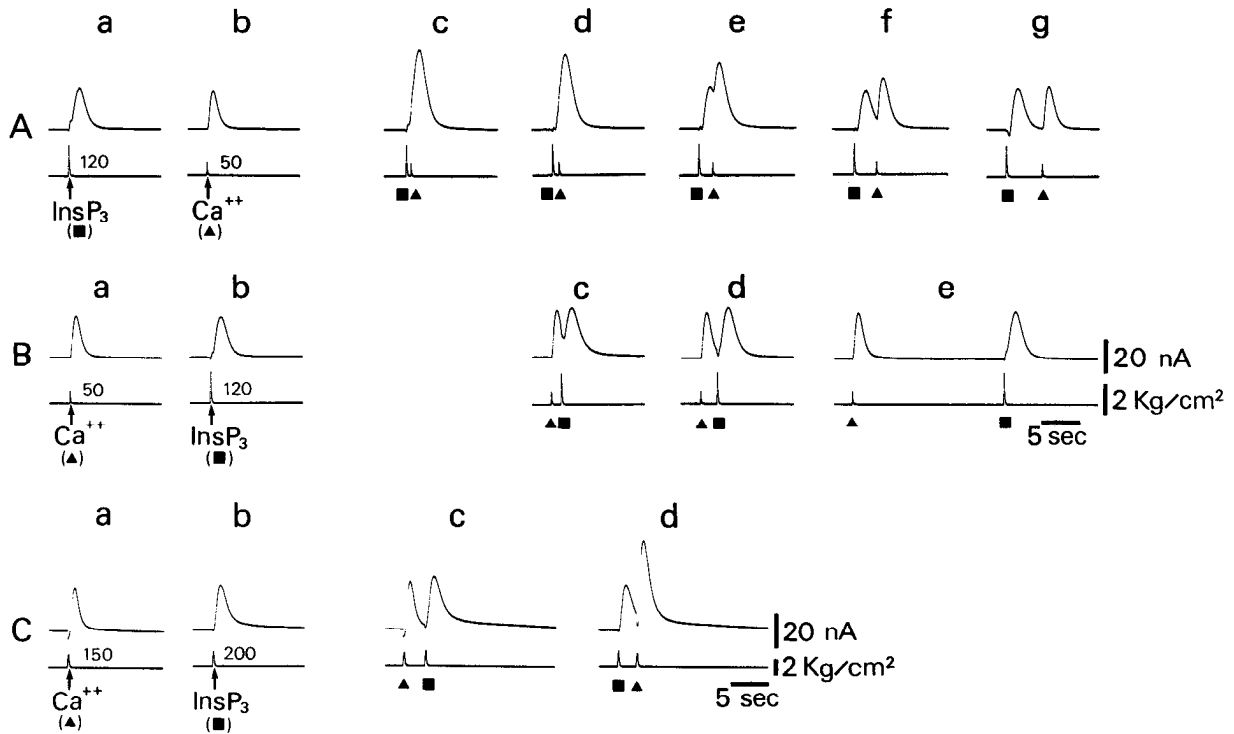 a b c d e f g
A
120 50
InsP₃ Ca⁺⁺
(■) (▲)
■ ▲ ■ ▲ ■ ▲ ■ ▲ ■ ▲
a b c d e
B
20 nA
50 120
2 Kg/cm²
Ca⁺⁺ InsP₃
(▲) (■)
▲ ■ ▲ ■ ▲ ■
5 sec
a b c d
C
20 nA
150 200
2 Kg/cm²
Ca⁺⁺ InsP₃
(▲) (■)
▲ ■ ■ ▲
5 sec